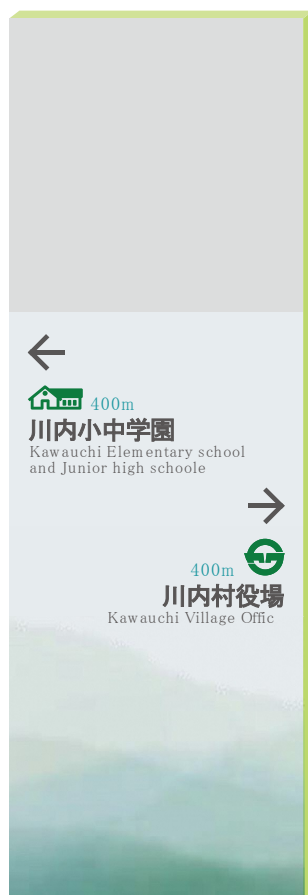 400m
川内小中学園
Kawauchi Elementary school
and Junior high schoole
400m
川内村役場
Kawauchi Village Offic